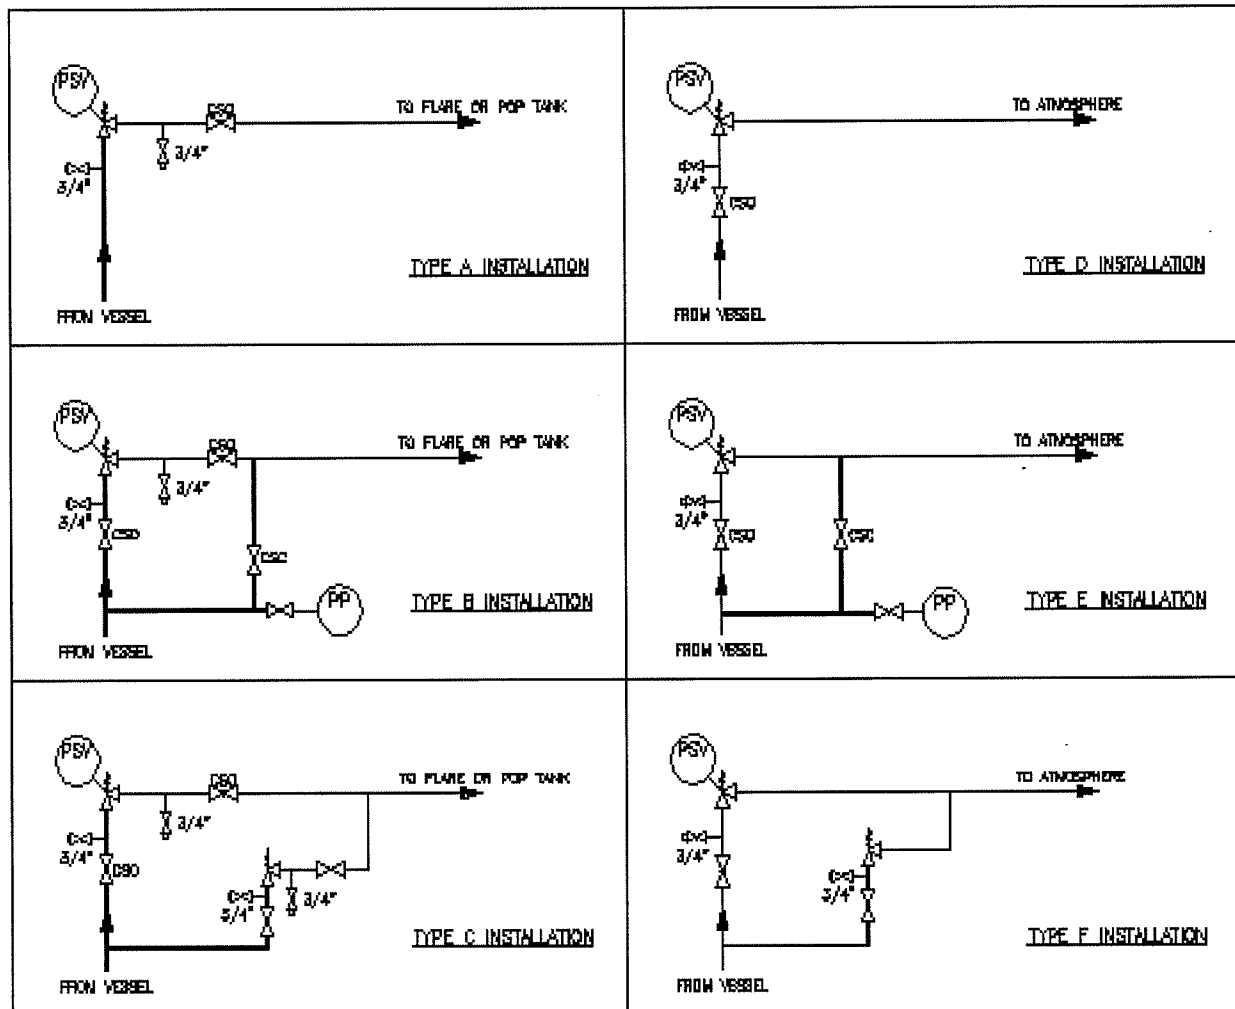 PSV
CSO
TO FLARE OR POP TANK
3/4"
3/4"
TYPE A INSTALLATION
FROM VESSEL
PSV
TO ATMOSPHERE
3/4"
CSO
TYPE D INSTALLATION
FROM VESSEL
PSV
CSO
TO FLARE OR POP TANK
3/4"
3/4"
CSO
CSC
PP
TYPE B INSTALLATION
FROM VESSEL
PSV
TO ATMOSPHERE
3/4"
CSO
CSC
PP
TYPE E INSTALLATION
FROM VESSEL
PSV
CSO
TO FLARE OR POP TANK
3/4"
3/4"
CSO
3/4"
3/4"
TYPE C INSTALLATION
FROM VESSEL
PSV
TO ATMOSPHERE
3/4"
3/4"
TYPE F INSTALLATION
FROM VESSEL